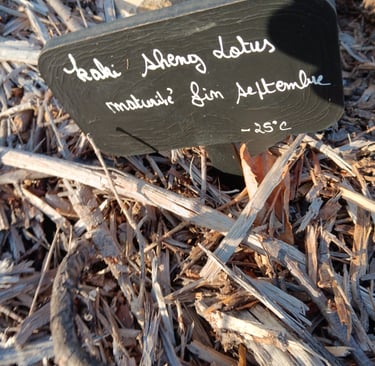 kaki sheng Lotus
maturité fin septembre
-25°C